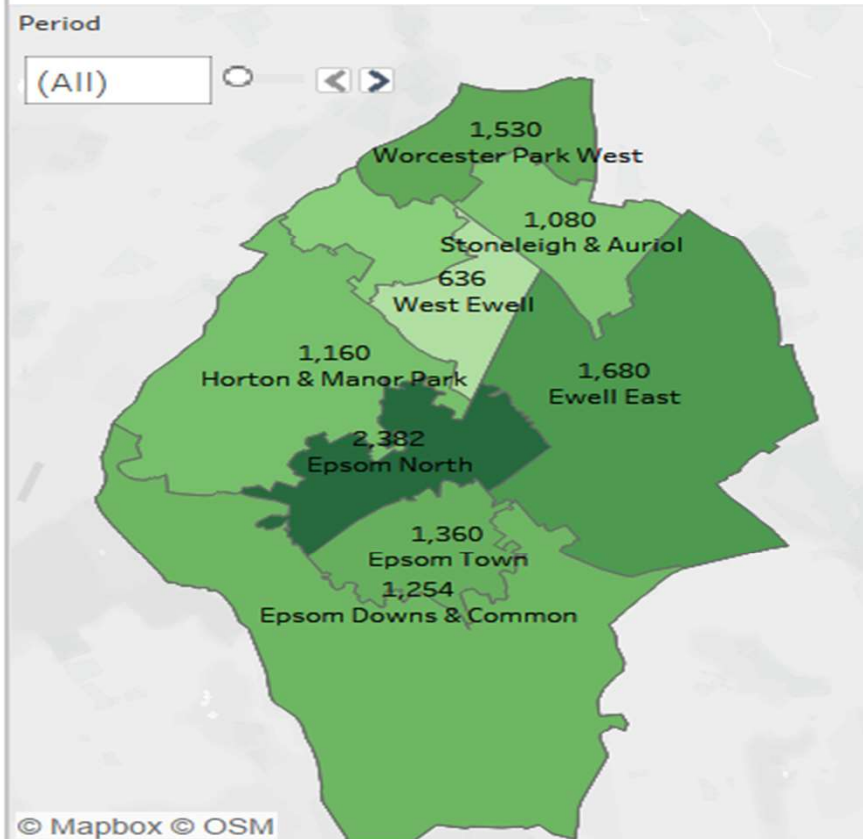 Period
(All)
1,530
Worcester Park West
1,080
Stoneleigh & Auriol
636
West Ewell
1,160
Horton & Manor Park
1,680
Ewell East
2,382
Epsom North
1,360
Epsom Town
1,254
Epsom Downs & Common
© Mapbox © OSM